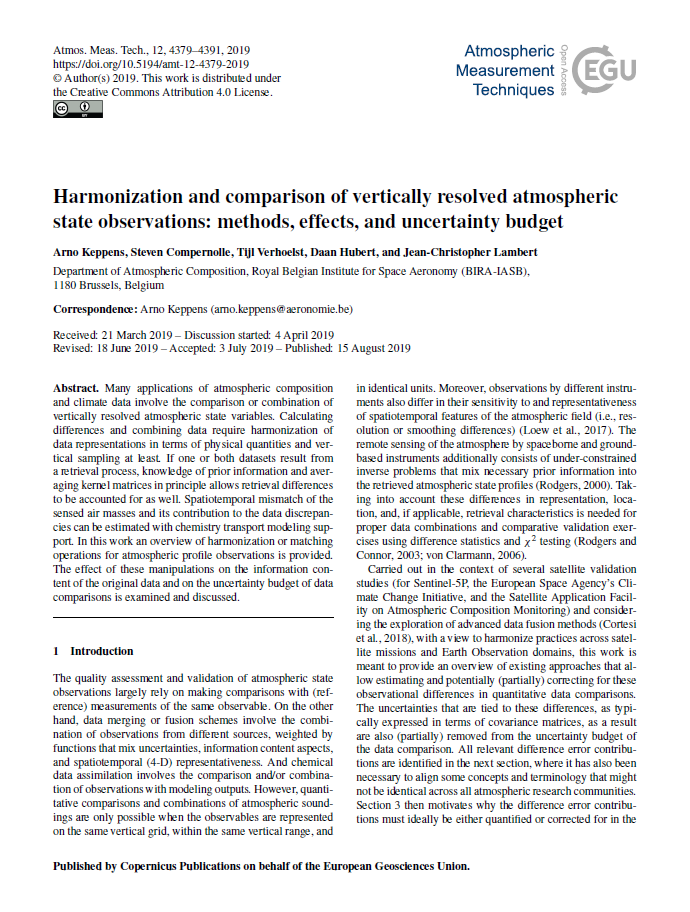 Atmos. Meas. Tech., 12, 4379–4391, 2019
https://doi.org/10.5194/amt-12-4379-2019
© Author(s) 2019. This work is distributed under
the Creative Commons Attribution 4.0 License.
cc
BY
Atmospheric
Measurement
Techniques
Open Access
EGU
Harmonization and comparison of vertically resolved atmospheric
state observations: methods, effects, and uncertainty budget
Arno Keppens, Steven Compernolle, Tijl Verhoelst, Daan Hubert, and Jean-Christopher Lambert
Department of Atmospheric Composition, Royal Belgian Institute for Space Aeronomy (BIRA-IASB),
1180 Brussels, Belgium
Correspondence: Arno Keppens (arno.keppens@aeronomie.be)
Received: 21 March 2019 – Discussion started: 4 April 2019
Revised: 18 June 2019 – Accepted: 3 July 2019 – Published: 15 August 2019
Abstract. Many applications of atmospheric composition
and climate data involve the comparison or combination of
vertically resolved atmospheric state variables. Calculating
differences and combining data require harmonization of
data representations in terms of physical quantities and ver-
tical sampling at least. If one or both datasets result from
a retrieval process, knowledge of prior information and aver-
aging kernel matrices in principle allows retrieval differences
to be accounted for as well. Spatiotemporal mismatch of the
sensed air masses and its contribution to the data discrepan-
cies can be estimated with chemistry transport modeling sup-
port. In this work an overview of harmonization or matching
operations for atmospheric profile observations is provided.
The effect of these manipulations on the information con-
tent of the original data and on the uncertainty budget of data
comparisons is examined and discussed.
1 Introduction
The quality assessment and validation of atmospheric state
observations largely rely on making comparisons with (ref-
erence) measurements of the same observable. On the other
hand, data merging or fusion schemes involve the combi-
nation of observations from different sources, weighted by
functions that mix uncertainties, information content aspects,
and spatiotemporal (4-D) representativeness. And chemical
data assimilation involves the comparison and/or combina-
tion of observations with modeling outputs. However, quanti-
tative comparisons and combinations of atmospheric sound-
ings are only possible when the observables are represented
on the same vertical grid, within the same vertical range, and
in identical units. Moreover, observations by different instru-
ments also differ in their sensitivity to and representativeness
of spatiotemporal features of the atmospheric field (i.e., res-
olution or smoothing differences) (Loew et al., 2017). The
remote sensing of the atmosphere by spaceborne and ground-
based instruments additionally consists of under-constrained
inverse problems that mix necessary prior information into
the retrieved atmospheric state profiles (Rodgers, 2000). Tak-
ing into account these differences in representation, loca-
tion, and, if applicable, retrieval characteristics is needed for
proper data combinations and comparative validation exer-
cises using difference statistics and χ² testing (Rodgers and
Connor, 2003; von Clarmann, 2006).
Carried out in the context of several satellite validation
studies (for Sentinel-5P, the European Space Agency's Cli-
mate Change Initiative, and the Satellite Application Facil-
ity on Atmospheric Composition Monitoring) and consider-
ing the exploration of advanced data fusion methods (Cortesi
et al., 2018), with a view to harmonize practices across satel-
lite missions and Earth Observation domains, this work is
meant to provide an overview of existing approaches that al-
low estimating and potentially (partially) correcting for these
observational differences in quantitative data comparisons.
The uncertainties that are tied to these differences, as typi-
cally expressed in terms of covariance matrices, as a result
are also (partially) removed from the uncertainty budget of
the data comparison. All relevant difference error contribu-
tions are identified in the next section, where it has also been
necessary to align some concepts and terminology that might
not be identical across all atmospheric research communities.
Section 3 then motivates why the difference error contribu-
tions must ideally be either quantified or corrected for in the
Published by Copernicus Publications on behalf of the European Geosciences Union.